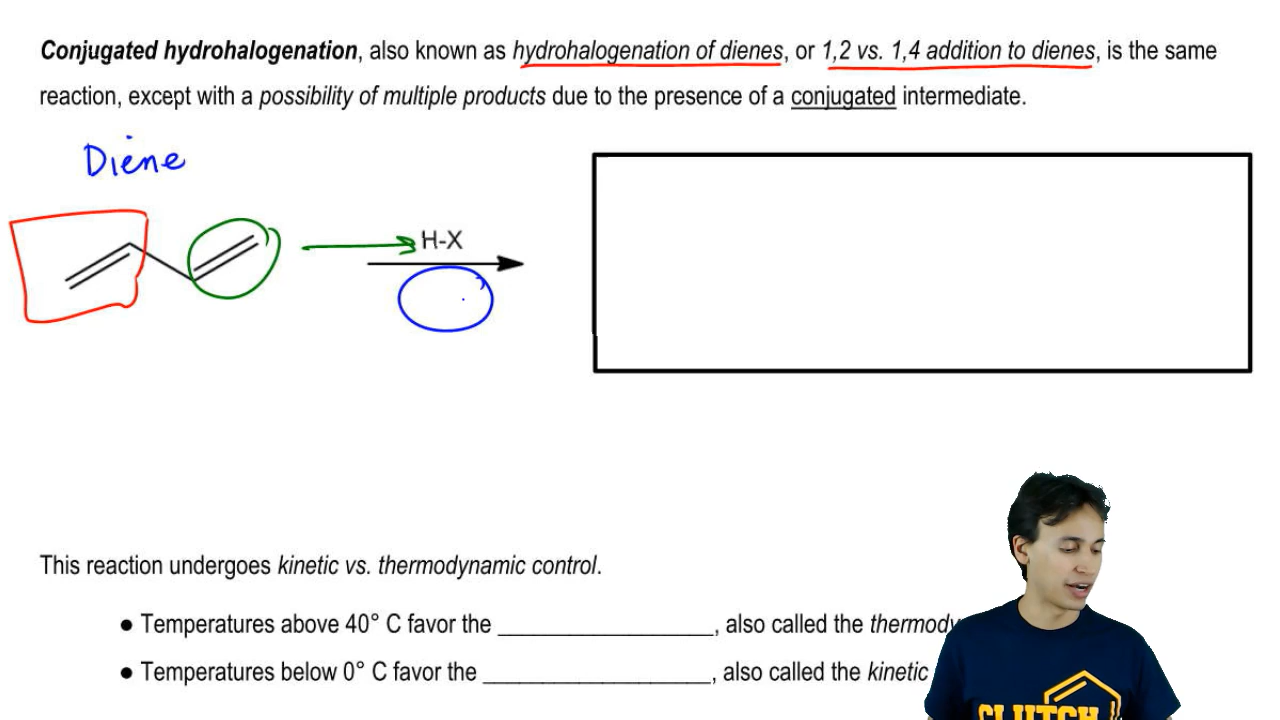 Conjugated hydrohalogenation, also known as hydrohalogenation of dienes, or 1,2 vs. 1,4 addition to dienes, is the same
reaction, except with a possibility of multiple products due to the presence of a conjugated intermediate.
Diene
H-X
This reaction undergoes kinetic vs. thermodynamic control.
● Temperatures above 40° C favor the __________________, also called the thermody
● Temperatures below 0° C favor the ___________________, also called the kinetic
CLUTCH